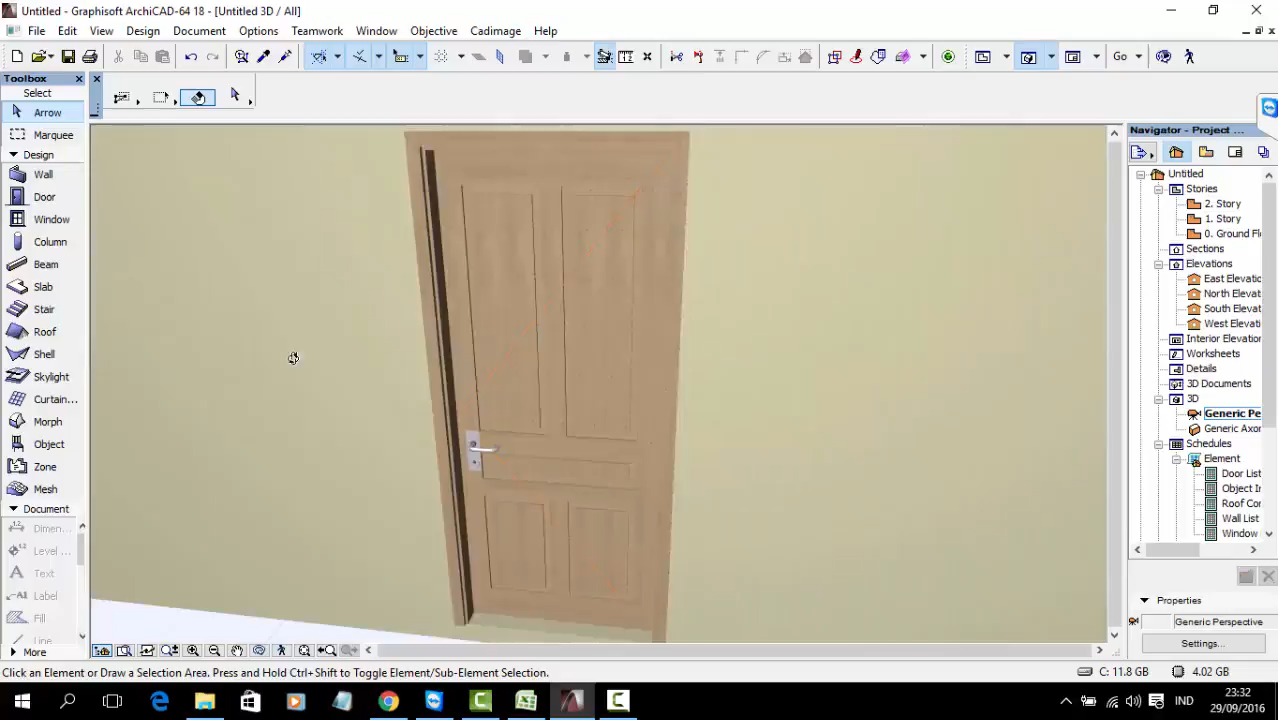 Untitled - Graphisoft ArchiCAD-64 18 - [Untitled 3D / All]
File Edit View Design Document Options Teamwork Window Objective Cadimage Help
Go
Toolbox
Select
Arrow
Marquee
Design
Wall
Door
Window
Column
Beam
Slab
Stair
Roof
Shell
Skylight
Curtain...
Morph
Object
Zone
Mesh
Document
Dimen...
Level ...
Text
Label
Fill
Line
More
Navigator - Project ...
Untitled
Stories
2. Story
1. Story
0. Ground Fl
Sections
Elevations
East Elevatio
North Elevat
South Elevat
West Elevati
Interior Elevatio
Worksheets
Details
3D Documents
3D
Generic Pe
Generic Axor
Schedules
Element
Door List
Object In
Roof Cor
Wall List
Window
Properties
Generic Perspective
Settings...
Click an Element or Draw a Selection Area. Press and Hold Ctrl+Shift to Toggle Element/Sub-Element Selection.
C: 11.8 GB
4.02 GB
IND
23:32
29/09/2016